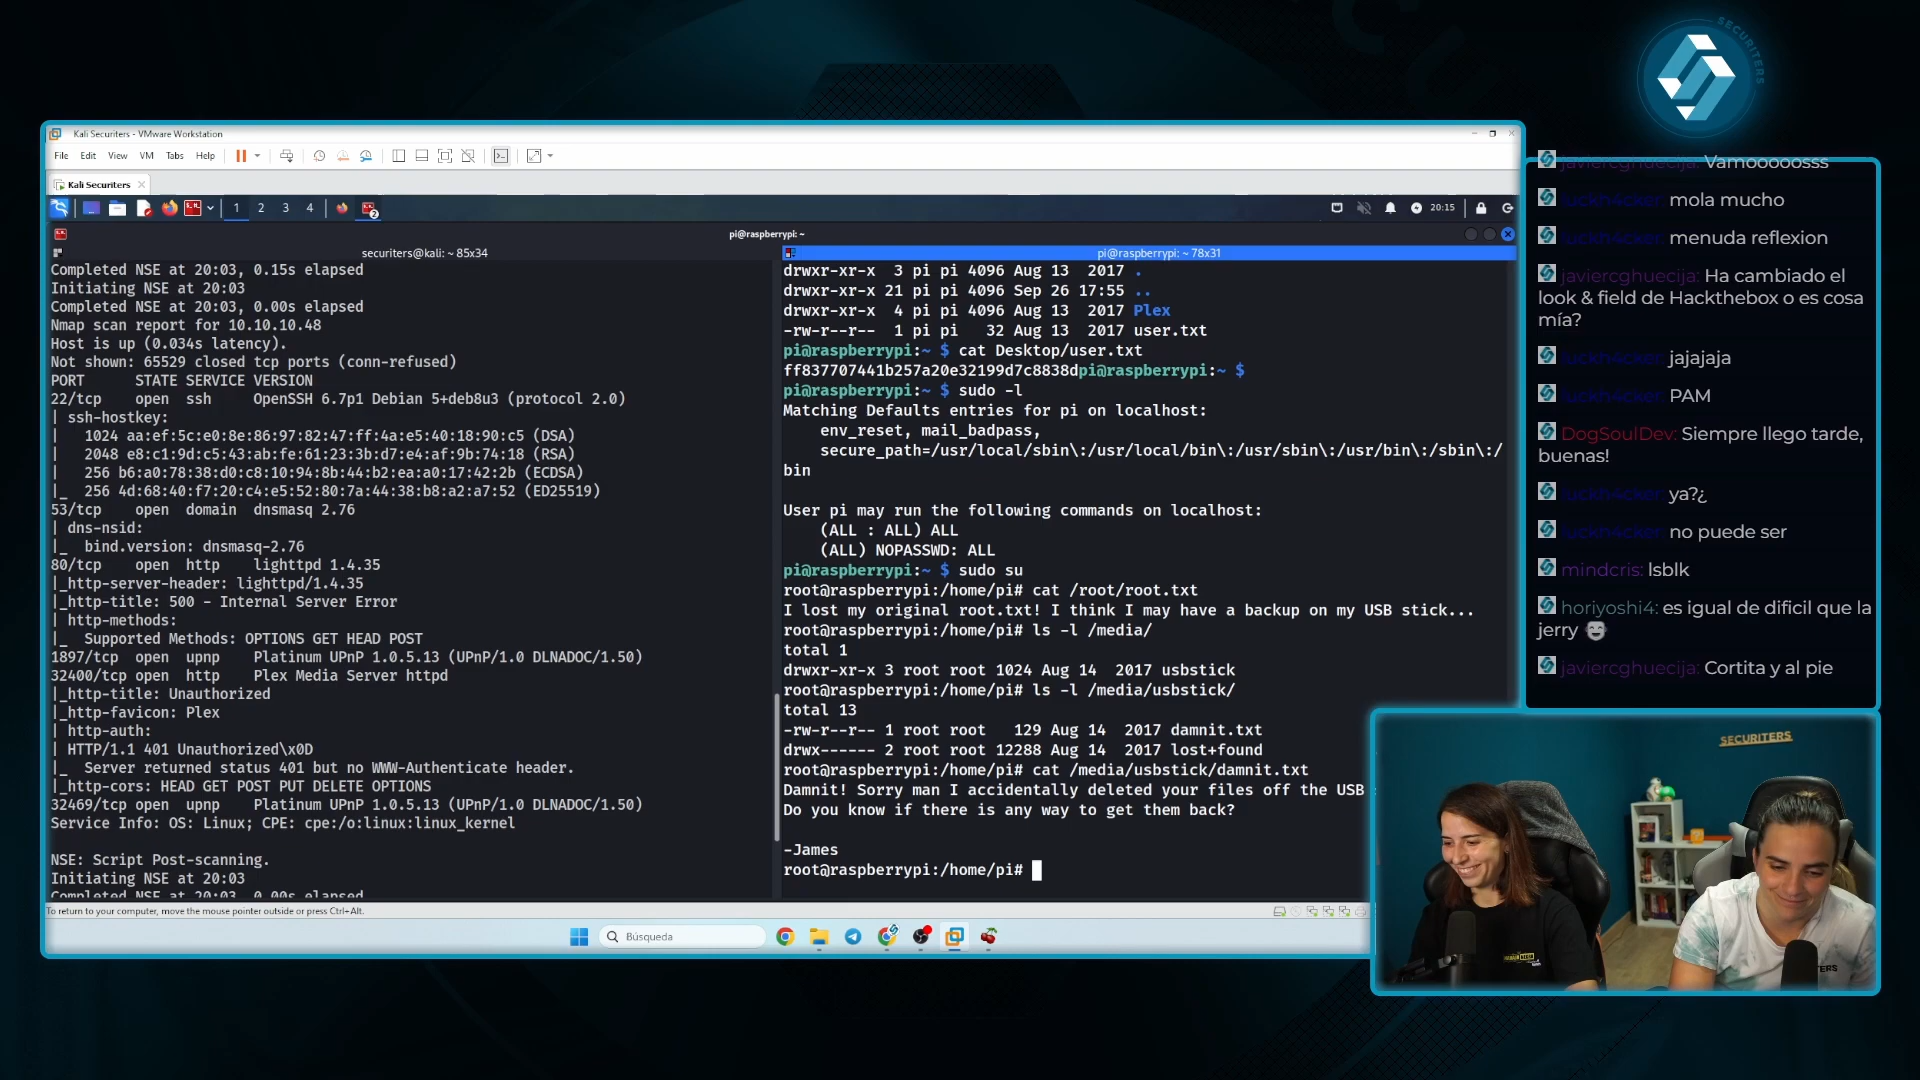 SECURITERS
Kali Securiters - VMware Workstation
File Edit View VM Tabs Help
Kali Securiters
1 2 3 4
2
20:15
pi@raspberrypi: ~
securiters@kali: ~ 85x34
Completed NSE at 20:03, 0.15s elapsed
Initiating NSE at 20:03
Completed NSE at 20:03, 0.00s elapsed
Nmap scan report for 10.10.10.48
Host is up (0.034s latency).
Not shown: 65529 closed tcp ports (conn-refused)
PORT STATE SERVICE VERSION
22/tcp open ssh OpenSSH 6.7p1 Debian 5+deb8u3 (protocol 2.0)
| ssh-hostkey:
| 1024 aa:ef:5c:e0:8e:86:97:82:47:ff:4a:e5:40:18:90:c5 (DSA)
| 2048 e8:c1:9d:c5:43:ab:fe:61:23:3b:d7:e4:af:9b:74:18 (RSA)
| 256 b6:a0:78:38:d0:c8:10:94:8b:44:b2:ea:a0:17:42:2b (ECDSA)
|_ 256 4d:68:40:f7:20:c4:e5:52:80:7a:44:38:b8:a2:a7:52 (ED25519)
53/tcp open domain dnsmasq 2.76
| dns-nsid:
|_ bind.version: dnsmasq-2.76
80/tcp open http lighttpd 1.4.35
|_http-server-header: lighttpd/1.4.35
|_http-title: 500 - Internal Server Error
| http-methods:
|_ Supported Methods: OPTIONS GET HEAD POST
1897/tcp open upnp Platinum UPnP 1.0.5.13 (UPnP/1.0 DLNADOC/1.50)
32400/tcp open http Plex Media Server httpd
|_http-title: Unauthorized
|_http-favicon: Plex
| http-auth:
| HTTP/1.1 401 Unauthorized\x0D
|_ Server returned status 401 but no WWW-Authenticate header.
|_http-cors: HEAD GET POST PUT DELETE OPTIONS
32469/tcp open upnp Platinum UPnP 1.0.5.13 (UPnP/1.0 DLNADOC/1.50)
Service Info: OS: Linux; CPE: cpe:/o:linux:linux_kernel
NSE: Script Post-scanning.
Initiating NSE at 20:03
Completed NSE at 20:03, 0.00s elapsed
pi@raspberrypi: ~ 78x31
drwxr-xr-x 3 pi pi 4096 Aug 13 2017 .
drwxr-xr-x 21 pi pi 4096 Sep 26 17:55 ..
drwxr-xr-x 4 pi pi 4096 Aug 13 2017 Plex
-rw-r--r-- 1 pi pi 32 Aug 13 2017 user.txt
pi@raspberrypi:~ $ cat Desktop/user.txt
ff837707441b257a20e32199d7c8838dpi@raspberrypi:~ $
pi@raspberrypi:~ $ sudo -l
Matching Defaults entries for pi on localhost:
env_reset, mail_badpass,
secure_path=/usr/local/sbin\:/usr/local/bin\:/usr/sbin\:/usr/bin\:/sbin\:/
bin
User pi may run the following commands on localhost:
(ALL : ALL) ALL
(ALL) NOPASSWD: ALL
pi@raspberrypi:~ $ sudo su
root@raspberrypi:/home/pi# cat /root/root.txt
I lost my original root.txt! I think I may have a backup on my USB stick...
root@raspberrypi:/home/pi# ls -l /media/
total 1
drwxr-xr-x 3 root root 1024 Aug 14 2017 usbstick
root@raspberrypi:/home/pi# ls -l /media/usbstick/
total 13
-rw-r--r-- 1 root root 129 Aug 14 2017 damnit.txt
drwx------ 2 root root 12288 Aug 14 2017 lost+found
root@raspberrypi:/home/pi# cat /media/usbstick/damnit.txt
Damnit! Sorry man I accidentally deleted your files off the USB
Do you know if there is any way to get them back?
-James
root@raspberrypi:/home/pi#
To return to your computer, move the mouse pointer outside or press Ctrl+Alt.
Búsqueda
javiercghuecija: Vamooooosss
luckh4cker: mola mucho
luckh4cker: menuda reflexion
javiercghuecija: Ha cambiado el
look & field de Hackthebox o es cosa
mía?
luckh4cker: jajajaja
luckh4cker: PAM
DogSoulDev: Siempre llego tarde,
buenas!
luckh4cker: ya?¿
luckh4cker: no puede ser
mindcris: lsblk
horiyoshi4: es igual de dificil que la
jerry
javiercghuecija: Cortita y al pie
SECURITERS